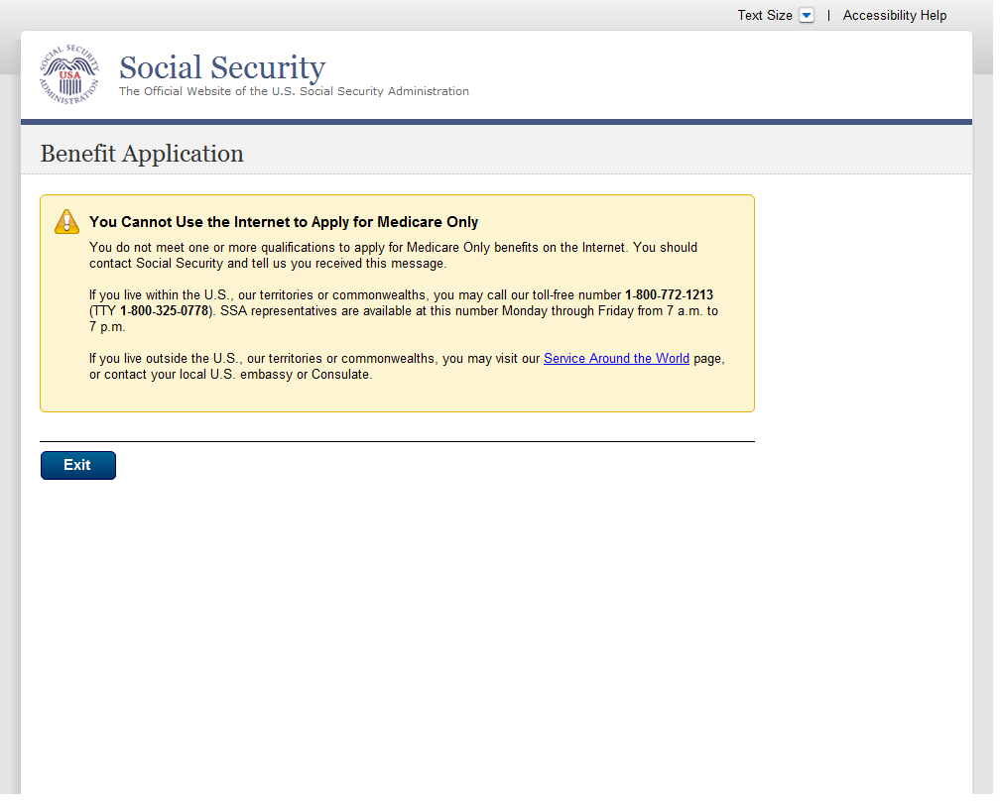 Text Size | Accessibility Help
SOCIAL SECURITY ADMINISTRATION
USA
Social Security
The Official Website of the U.S. Social Security Administration
Benefit Application
You Cannot Use the Internet to Apply for Medicare Only
You do not meet one or more qualifications to apply for Medicare Only benefits on the Internet. You should
contact Social Security and tell us you received this message.
If you live within the U.S., our territories or commonwealths, you may call our toll-free number 1-800-772-1213
(TTY 1-800-325-0778). SSA representatives are available at this number Monday through Friday from 7 a.m. to
7 p.m.
If you live outside the U.S., our territories or commonwealths, you may visit our Service Around the World page,
or contact your local U.S. embassy or Consulate.
Exit